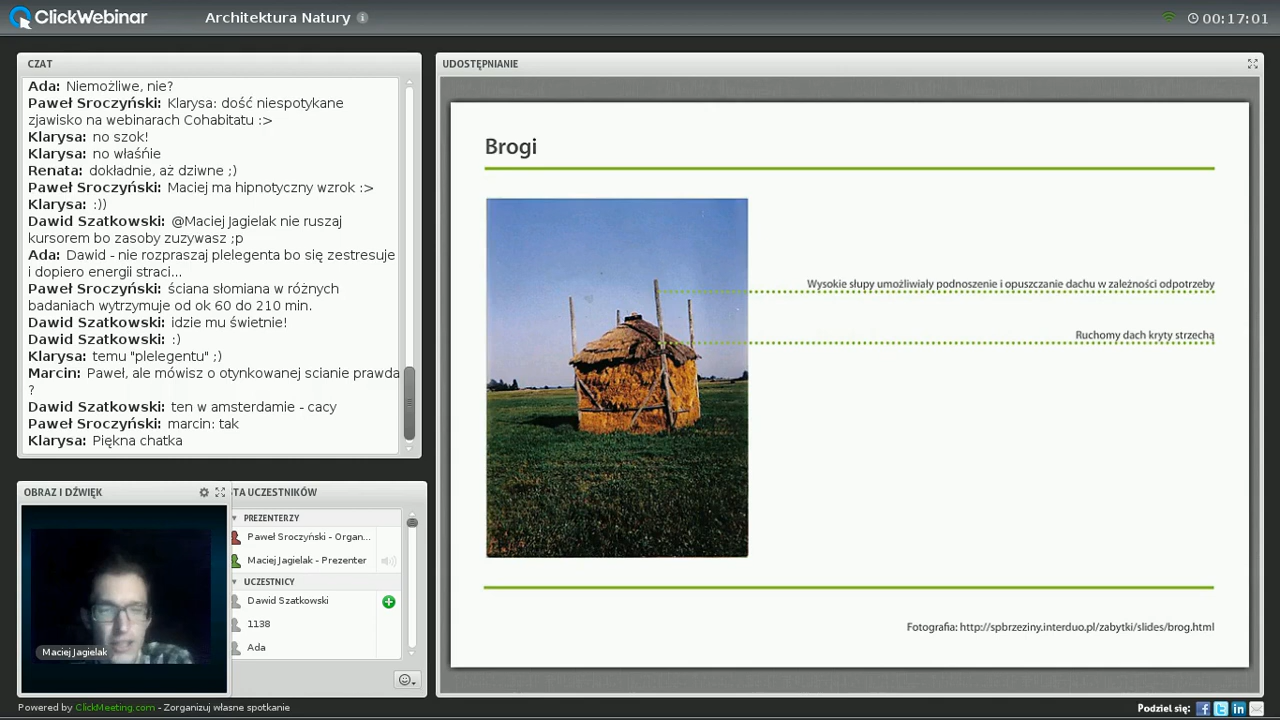 ClickWebinar
Architektura Natury
00:17:01
CZAT
Ada: Niemożliwe, nie?
Paweł Sroczyński: Klarysa: dość niespotykane
zjawisko na webinarach Cohabitatu :>
Klarysa: no szok!
Klarysa: no właśńie
Renata: dokładnie, aż dziwne ;)
Paweł Sroczyński: Maciej ma hipnotyczny wzrok :>
Klarysa: :))
Dawid Szatkowski: @Maciej Jagielak nie ruszaj
kursorem bo zasoby zuzywasz ;p
Ada: Dawid - nie rozpraszaj plelegenta bo się zestresuje
i dopiero energii straci...
Paweł Sroczyński: ściana słomiana w różnych
badaniach wytrzymuje od ok 60 do 210 min.
Dawid Szatkowski: idzie mu świetnie!
Dawid Szatkowski: :)
Klarysa: temu "plelegentu" ;)
Marcin: Paweł, ale mówisz o otynkowanej scianie prawda
?
Dawid Szatkowski: ten w amsterdamie - cacy
Paweł Sroczyński: marcin: tak
Klarysa: Piękna chatka
OBRAZ I DŹWIĘK
Maciej Jagielak
TA UCZESTNIKÓW
PREZENTERZY
Paweł Sroczyński - Organ...
Maciej Jagielak - Prezenter
UCZESTNICY
Dawid Szatkowski
1138
Ada
UDOSTĘPNIANIE
Brogi
Wysokie słupy umożliwiały podnoszenie i opuszczanie dachu w zależności odpotrzeby
Ruchomy dach kryty strzechą
Fotografia: http://spbrzeziny.interduo.pl/zabytki/slides/brog.html
Powered by ClickMeeting.com - Zorganizuj własne spotkanie
Podziel się: